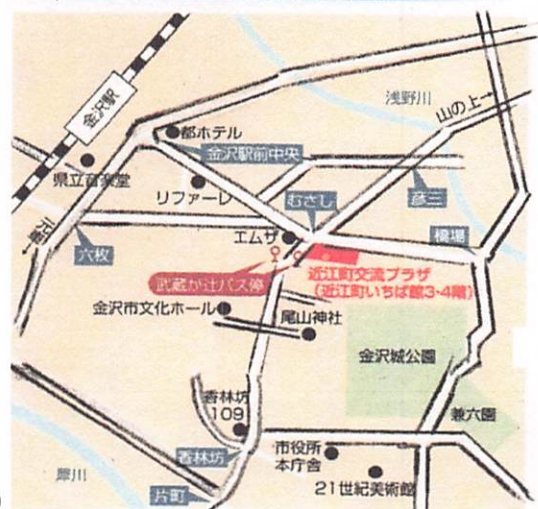 浅野川
山の上→
金沢駅
都ホテル
金沢駅前中央
県立音楽堂
リファーレ
むさし
彦三
六枚
エムザ
橋場
武蔵が辻バス停
近江町交流プラザ
(近江町いちば館3・4階)
金沢市文化ホール
尾山神社
金沢城公園
香林坊
109
兼六園
香林坊
市役所
本庁舎
犀川
21世紀美術館
片町